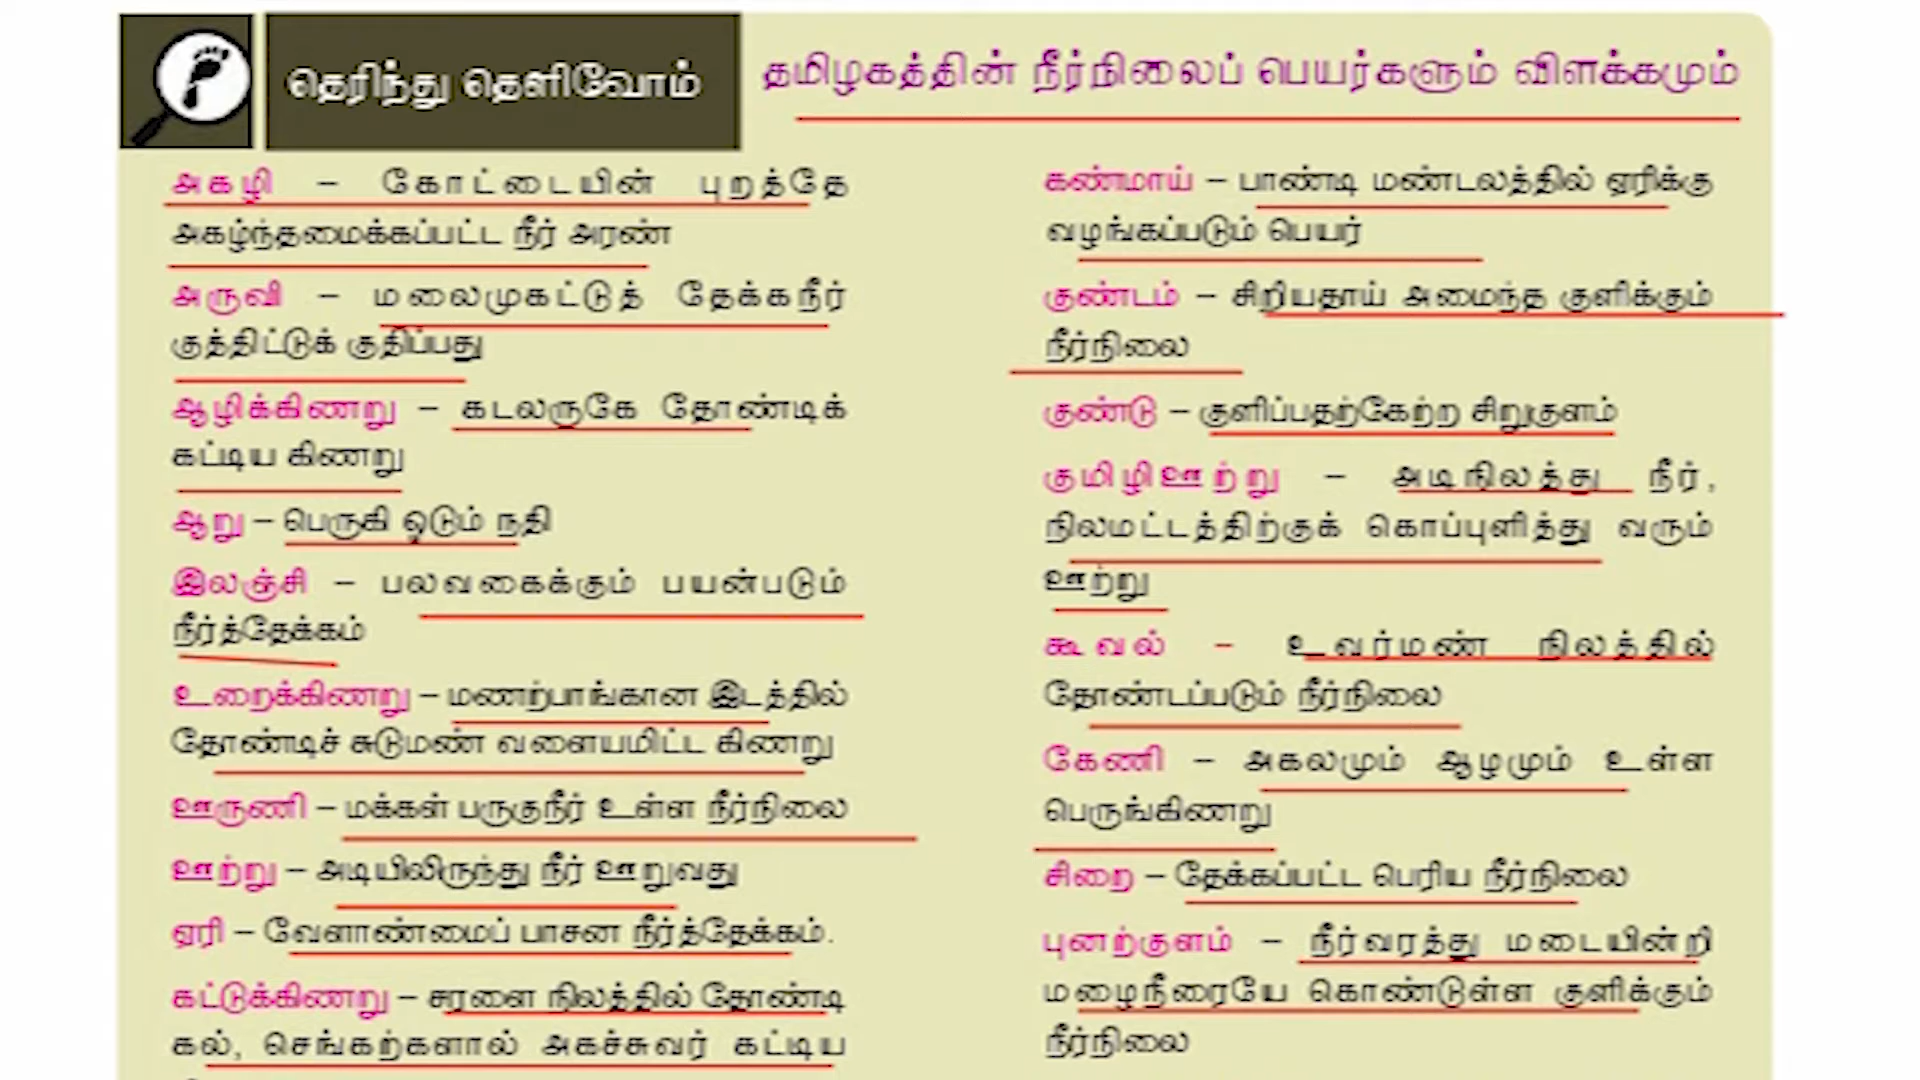 தெரிந்து தெளிவோம்
தமிழகத்தின் நீர்நிலைப் பெயர்களும் விளக்கமும்
அகழி – கோட்டையின் புறத்தே
அகழ்ந்தமைக்கப்பட்ட நீர் அரண்
அருவி – மலைமுகட்டுத் தேக்கநீர்
குத்திட்டுக் குதிப்பது
ஆழிக்கிணறு – கடலருகே தோண்டிக்
கட்டிய கிணறு
ஆறு – பெருகி ஓடும் நதி
இலஞ்சி – பலவகைக்கும் பயன்படும்
நீர்த்தேக்கம்
உறைக்கிணறு – மணற்பாங்கான இடத்தில்
தோண்டிச் சுடுமண் வளையமிட்ட கிணறு
ஊருணி – மக்கள் பருகுநீர் உள்ள நீர்நிலை
ஊற்று – அடியிலிருந்து நீர் ஊறுவது
ஏரி – வேளாண்மைப் பாசன நீர்த்தேக்கம்.
கட்டுக்கிணறு – சரளை நிலத்தில் தோண்டி
கல், செங்கற்களால் அகச்சுவர் கட்டிய
கண்மாய் – பாண்டி மண்டலத்தில் ஏரிக்கு
வழங்கப்படும் பெயர்
குண்டம் – சிறியதாய் அமைந்த குளிக்கும்
நீர்நிலை
குண்டு – குளிப்பதற்கேற்ற சிறுகுளம்
குமிழிஊற்று – அடிநிலத்து நீர்,
நிலமட்டத்திற்குக் கொப்புளித்து வரும்
ஊற்று
கூவல் – உவர்மண் நிலத்தில்
தோண்டப்படும் நீர்நிலை
கேணி – அகலமும் ஆழமும் உள்ள
பெருங்கிணறு
சிறை – தேக்கப்பட்ட பெரிய நீர்நிலை
புனற்குளம் – நீர்வரத்து மடையின்றி
மழைநீரையே கொண்டுள்ள குளிக்கும்
நீர்நிலை